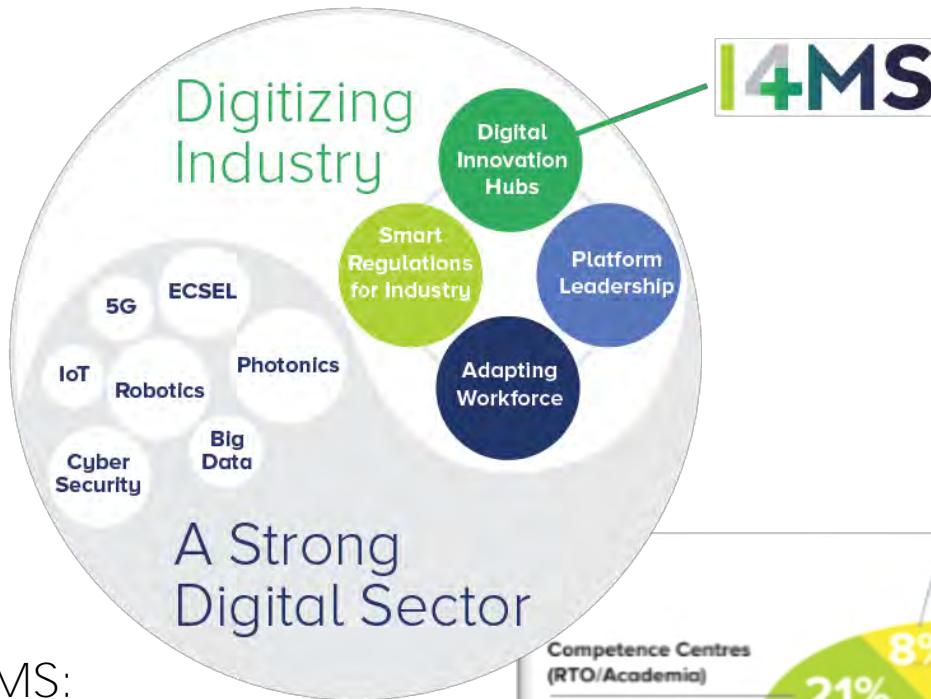 Digitizing
Industry
I4MS
Digital
Innovation
Hubs
Smart
Regulations
for Industry
Platform
Leadership
Adapting
Workforce
5G
ECSEL
IoT
Robotics
Photonics
Cyber
Security
Big
Data
A Strong
Digital Sector
MS:
Competence Centres
(RTO/Academia)
8%
21%